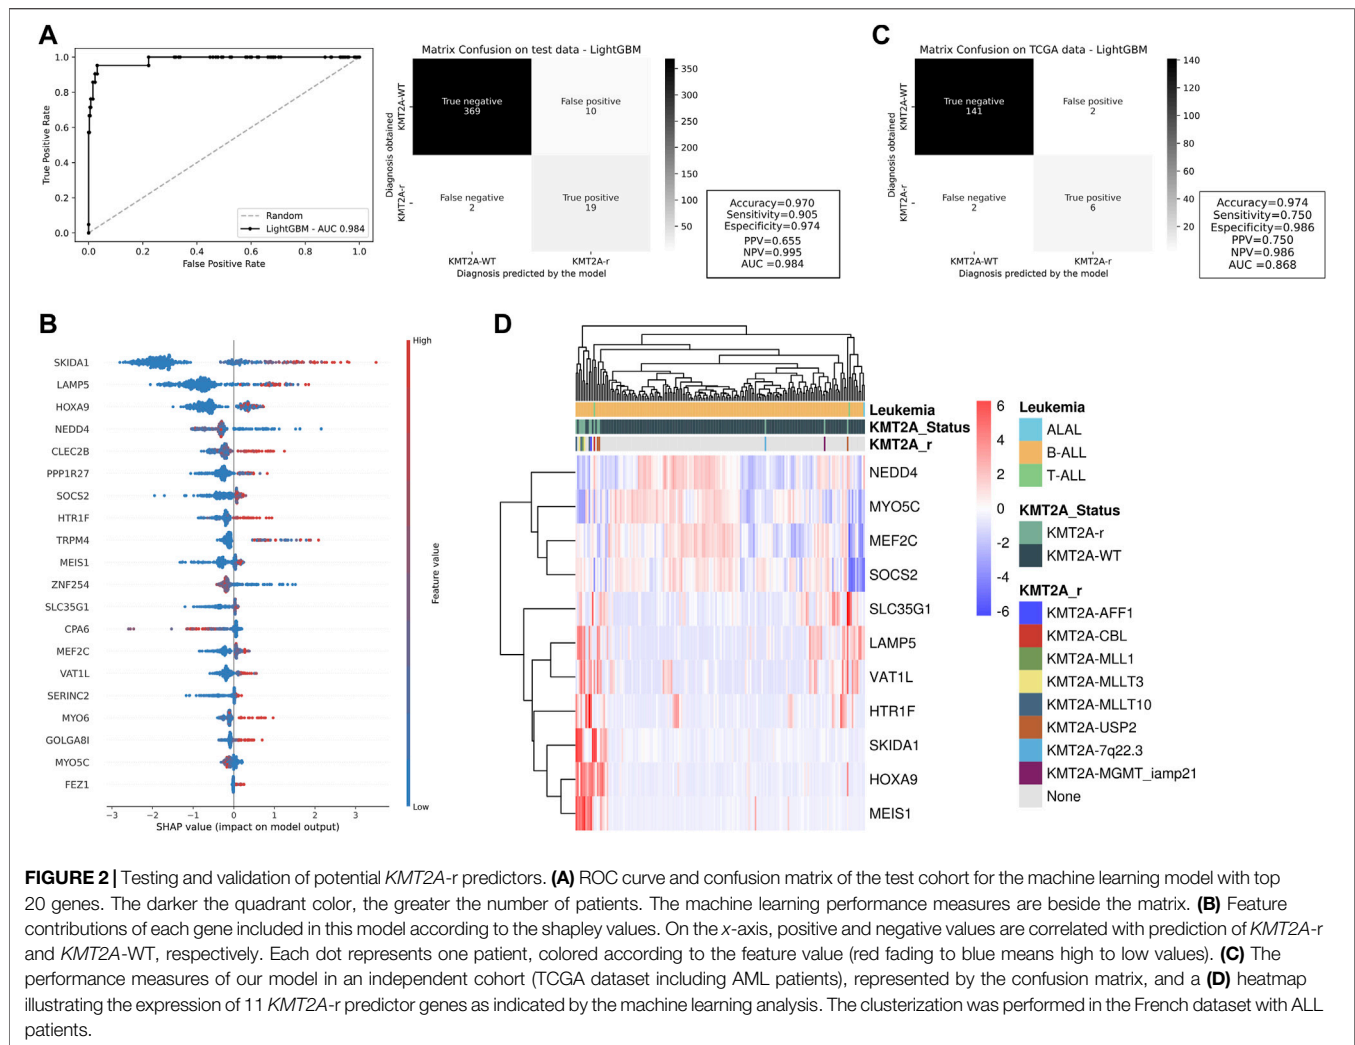 A
1.0
0.8
0.6
0.4
0.2
0.0
True Positive Rate
0.0
0.2
0.4
0.6
0.8
1.0
False Positive Rate
Random
LightGBM - AUC 0.984
Matrix Confusion on test data - LightGBM
Diagnosis obtained
KMT2A-WT
KMT2A-r
True negative
369
False positive
10
False negative
2
True positive
19
KMT2A-WT
KMT2A-r
Diagnosis predicted by the model
350
300
250
200
150
100
50
Accuracy=0.970
Sensitivity=0.905
Especificity=0.974
PPV=0.655
NPV=0.995
AUC =0.984
C
Matrix Confusion on TCGA data - LightGBM
Diagnosis obtained
KMT2A-WT
KMT2A-r
True negative
141
False positive
2
False negative
2
True positive
6
KMT2A-WT
KMT2A-r
Diagnosis predicted by the model
140
120
100
80
60
40
20
Accuracy=0.974
Sensitivity=0.750
Especificity=0.986
PPV=0.750
NPV=0.986
AUC =0.868
B
SKIDA1
LAMP5
HOXA9
NEDD4
CLEC2B
PPP1R27
SOCS2
HTR1F
TRPM4
MEIS1
ZNF254
SLC35G1
CPA6
MEF2C
VAT1L
SERINC2
MYO6
GOLGA8I
MYO5C
FEZ1
−3
−2
−1
0
1
2
3
SHAP value (impact on model output)
High
Feature value
Low
D
Leukemia
KMT2A_Status
KMT2A_r
NEDD4
MYO5C
MEF2C
SOCS2
SLC35G1
LAMP5
VAT1L
HTR1F
SKIDA1
HOXA9
MEIS1
6
4
2
0
-2
-4
-6
Leukemia
ALAL
B-ALL
T-ALL
KMT2A_Status
KMT2A-r
KMT2A-WT
KMT2A_r
KMT2A-AFF1
KMT2A-CBL
KMT2A-MLL1
KMT2A-MLLT3
KMT2A-MLLT10
KMT2A-USP2
KMT2A-7q22.3
KMT2A-MGMT_iamp21
None
FIGURE 2 | Testing and validation of potential KMT2A-r predictors. (A) ROC curve and confusion matrix of the test cohort for the machine learning model with top
20 genes. The darker the quadrant color, the greater the number of patients. The machine learning performance measures are beside the matrix. (B) Feature
contributions of each gene included in this model according to the shapley values. On the x-axis, positive and negative values are correlated with prediction of KMT2A-r
and KMT2A-WT, respectively. Each dot represents one patient, colored according to the feature value (red fading to blue means high to low values). (C) The
performance measures of our model in an independent cohort (TCGA dataset including AML patients), represented by the confusion matrix, and a (D) heatmap
illustrating the expression of 11 KMT2A-r predictor genes as indicated by the machine learning analysis. The clusterization was performed in the French dataset with ALL
patients.